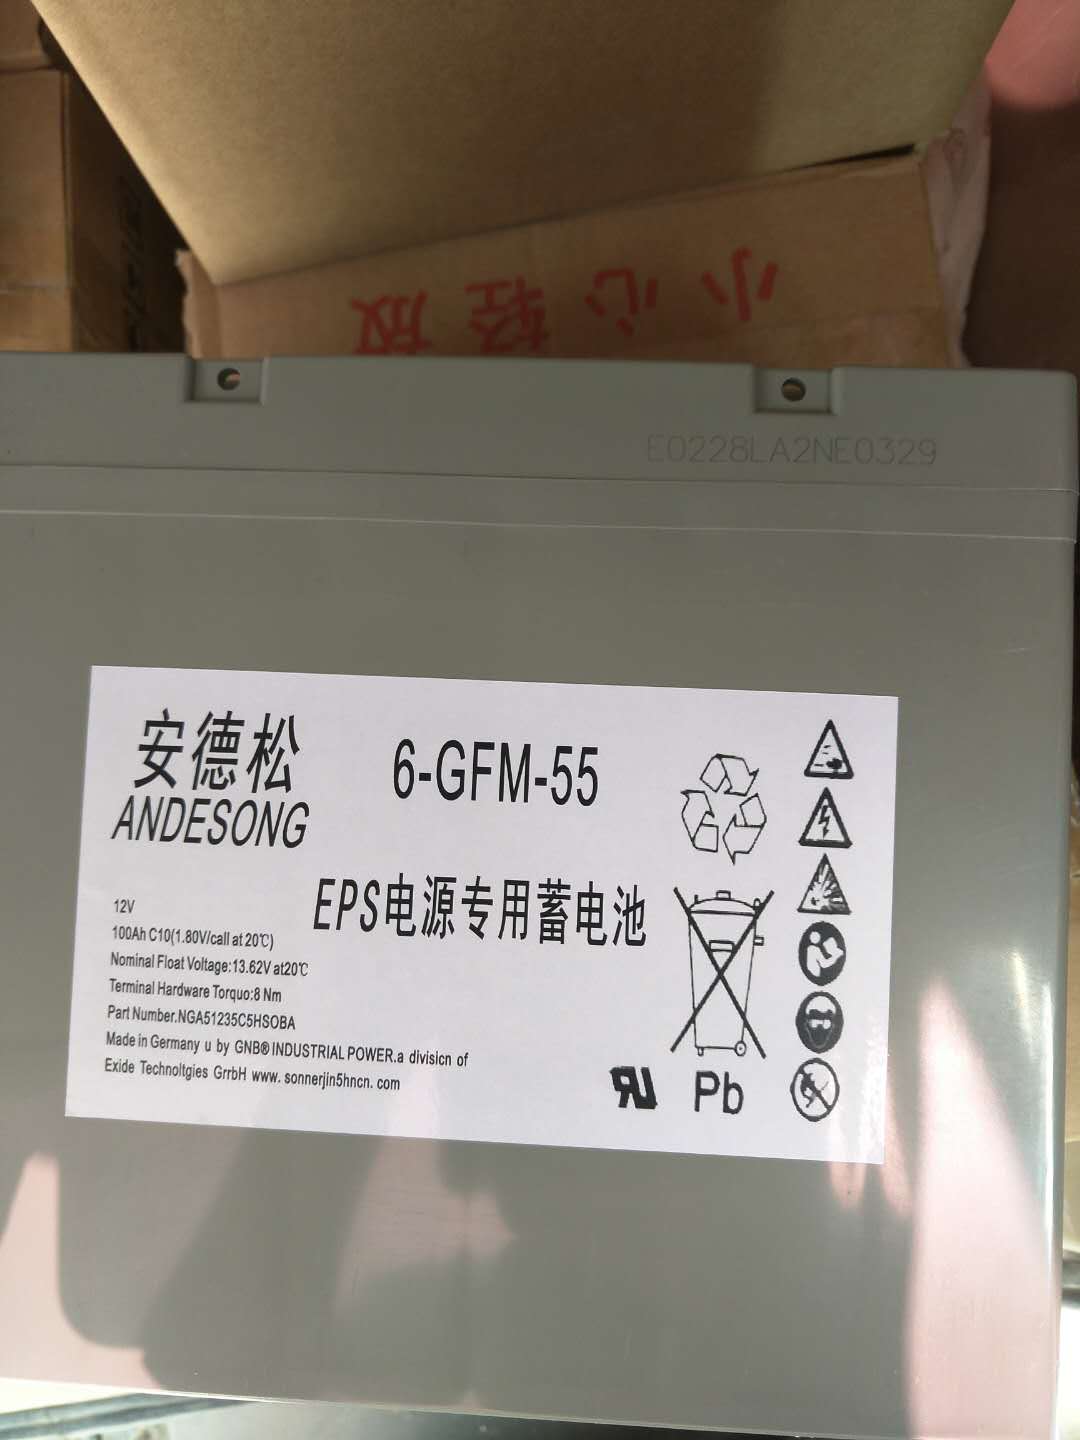 小心轻放
E0228LA2NE0329
安德松
ANDESONG
6-GFM-55
EPS电源专用蓄电池
12V
100Ah C10(1.80V/call at 20℃)
Nominal Float Voltage:13.62V at20℃
Terminal Hardware Torquo:8 Nm
Part Number.NGA51235C5HSOBA
Made in Germany u by GNB® INDUSTRIAL POWER.a divisicn of
Exide Technoltgies GrrbH www. sonnerjin5hncn. com
Pb